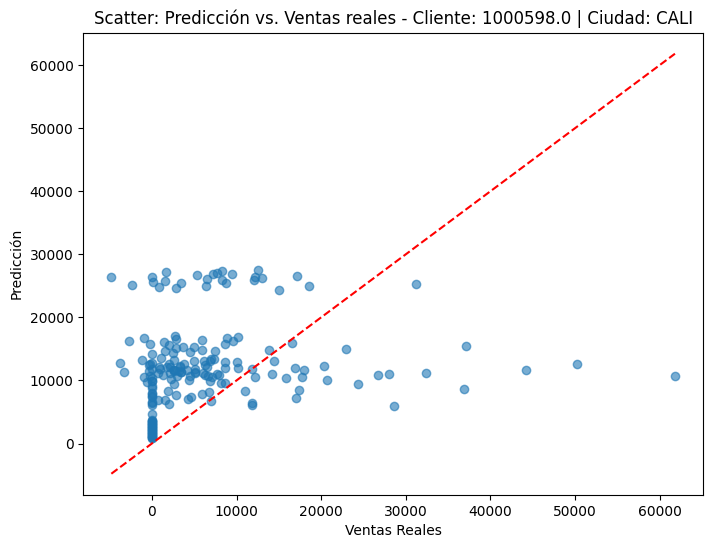 Scatter: Predicción vs. Ventas reales - Cliente: 1000598.0 | Ciudad: CALI
60000
50000
40000
30000
20000
10000
0
Predicción
0 10000 20000 30000 40000 50000 60000
Ventas Reales